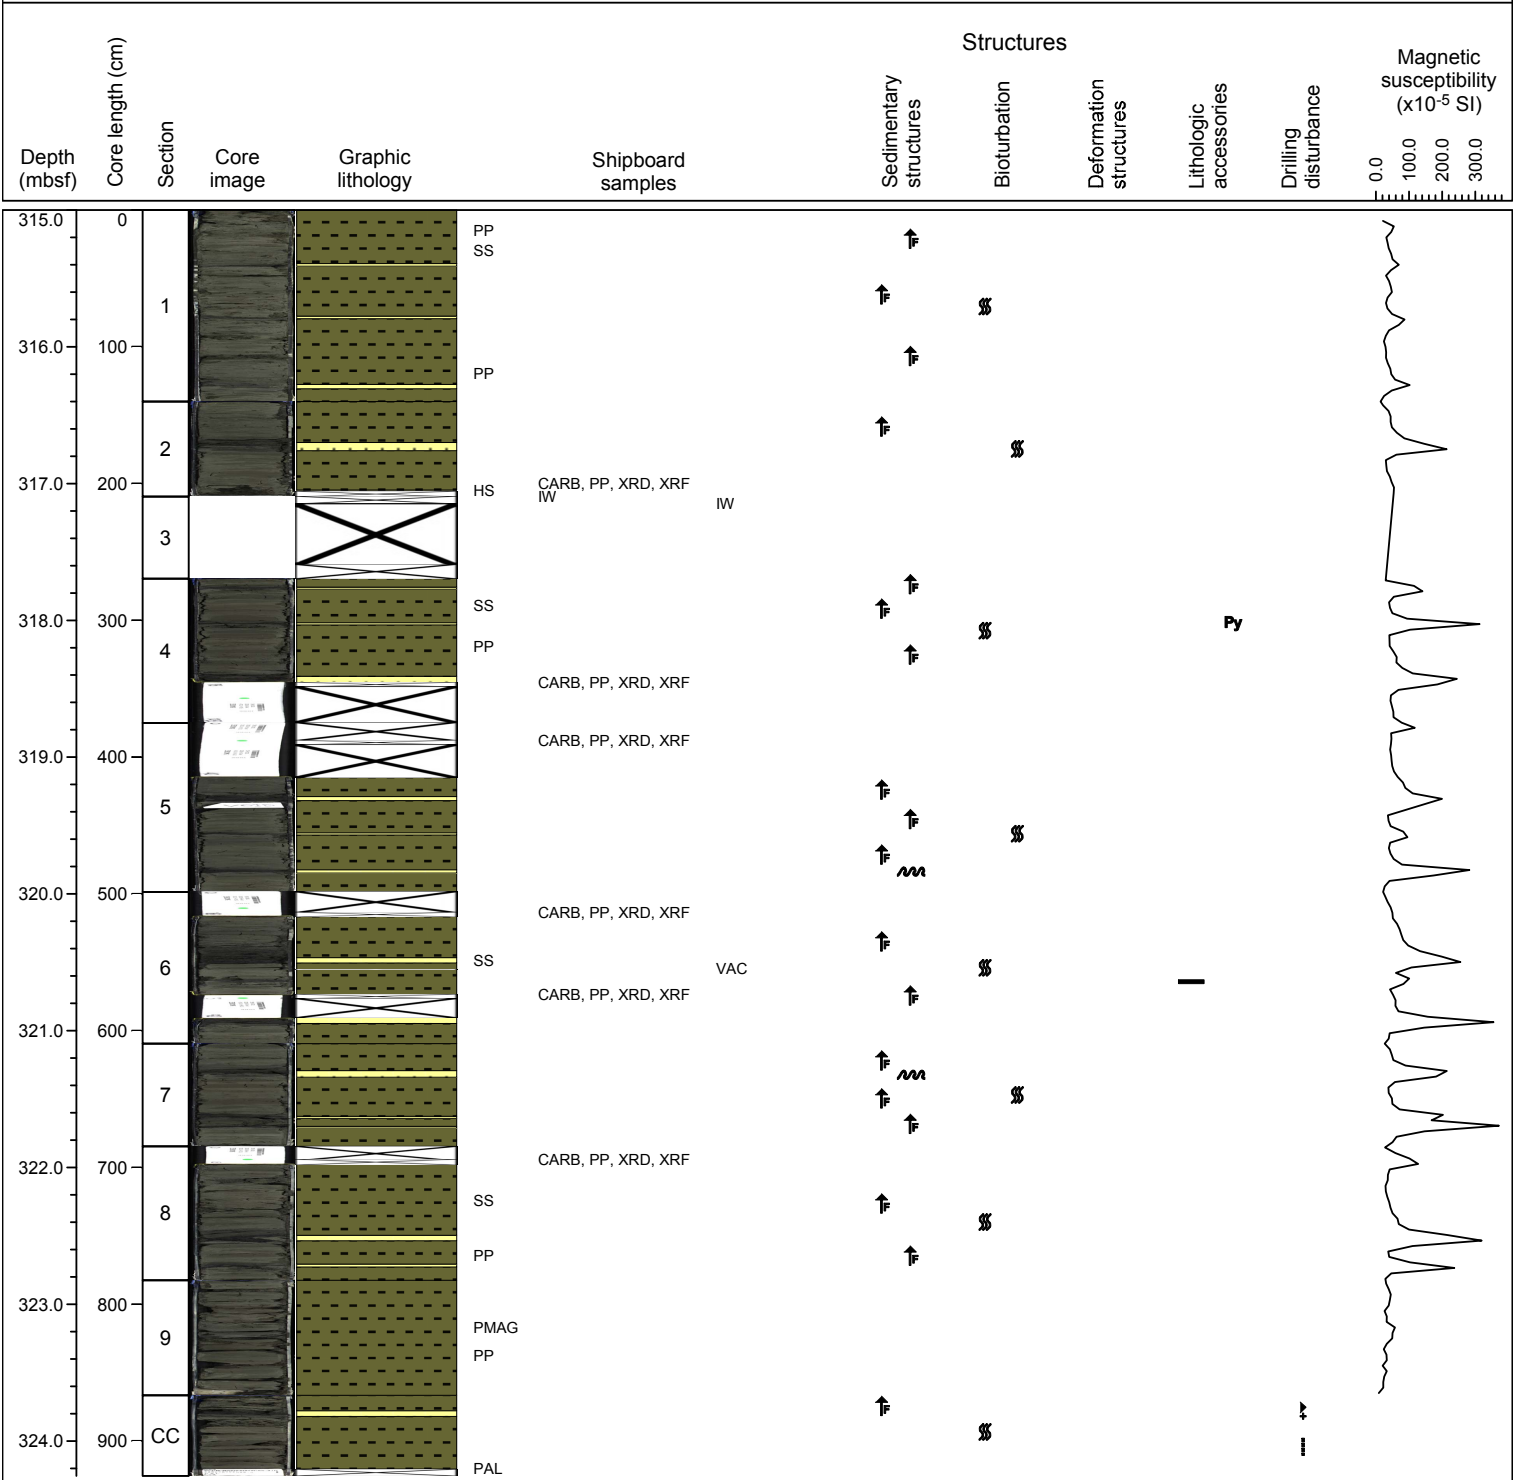 Structures
Depth
(mbsf)
Core length (cm)
Section
Core
image
Graphic
lithology
Shipboard
samples
Sedimentary
structures
Bioturbation
Deformation
structures
Lithologic
accessories
Drilling
disturbance
Magnetic
susceptibility
(x10-5 SI)
0.0 100.0 200.0 300.0
315.0 0
PP
SS
F
F
1
316.0 100
F
PP
F
2
317.0 200
HS
CARB, PP, XRD, XRF
IW
IW
3
F
SS
F
318.0 300
Py
PP
4
F
CARB, PP, XRD, XRF
CARB, PP, XRD, XRF
319.0 400
F
5
F
F
320.0 500
CARB, PP, XRD, XRF
F
SS
6
VAC
CARB, PP, XRD, XRF
F
321.0 600
F
7
F
F
CARB, PP, XRD, XRF
322.0 700
SS
F
8
PP
F
323.0 800
PMAG
9
PP
F
CC
324.0 900
PAL